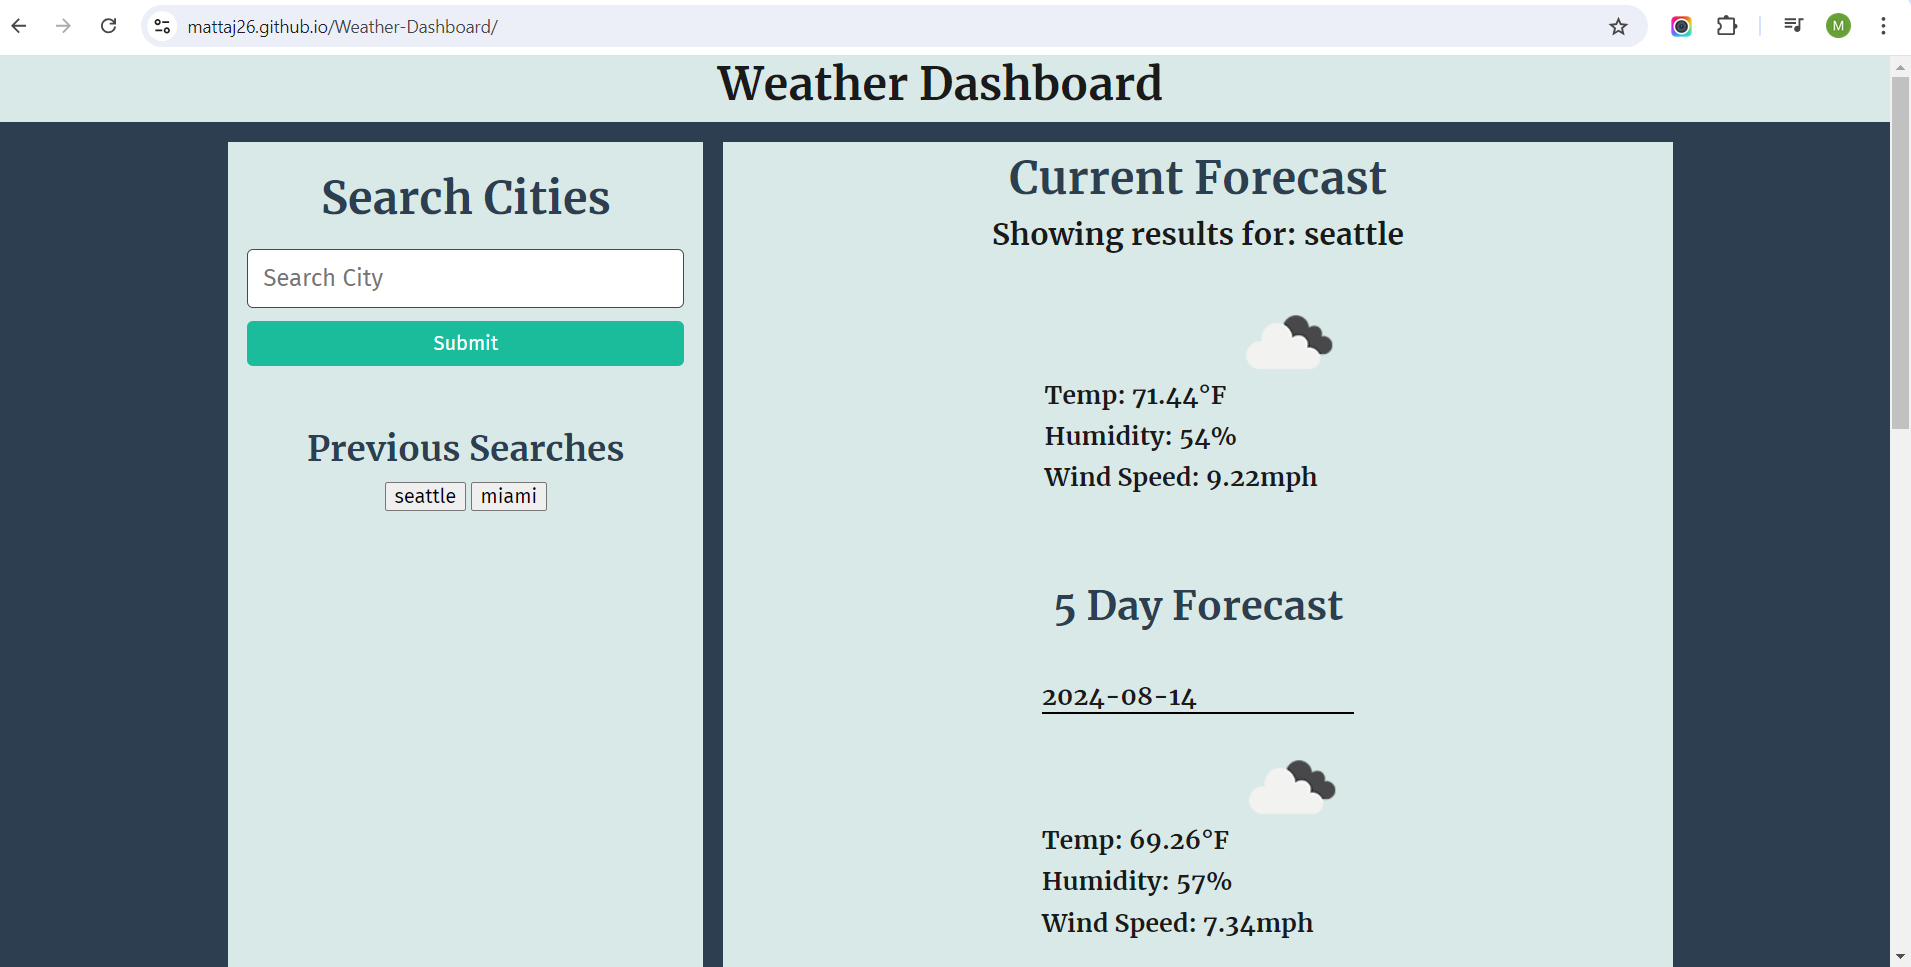 mattaj26.github.io/Weather-Dashboard/
M
Weather Dashboard
Search Cities
Search City
Submit
Previous Searches
seattle miami
Current Forecast
Showing results for: seattle
Temp: 71.44°F
Humidity: 54%
Wind Speed: 9.22mph
5 Day Forecast
2024-08-14
Temp: 69.26°F
Humidity: 57%
Wind Speed: 7.34mph